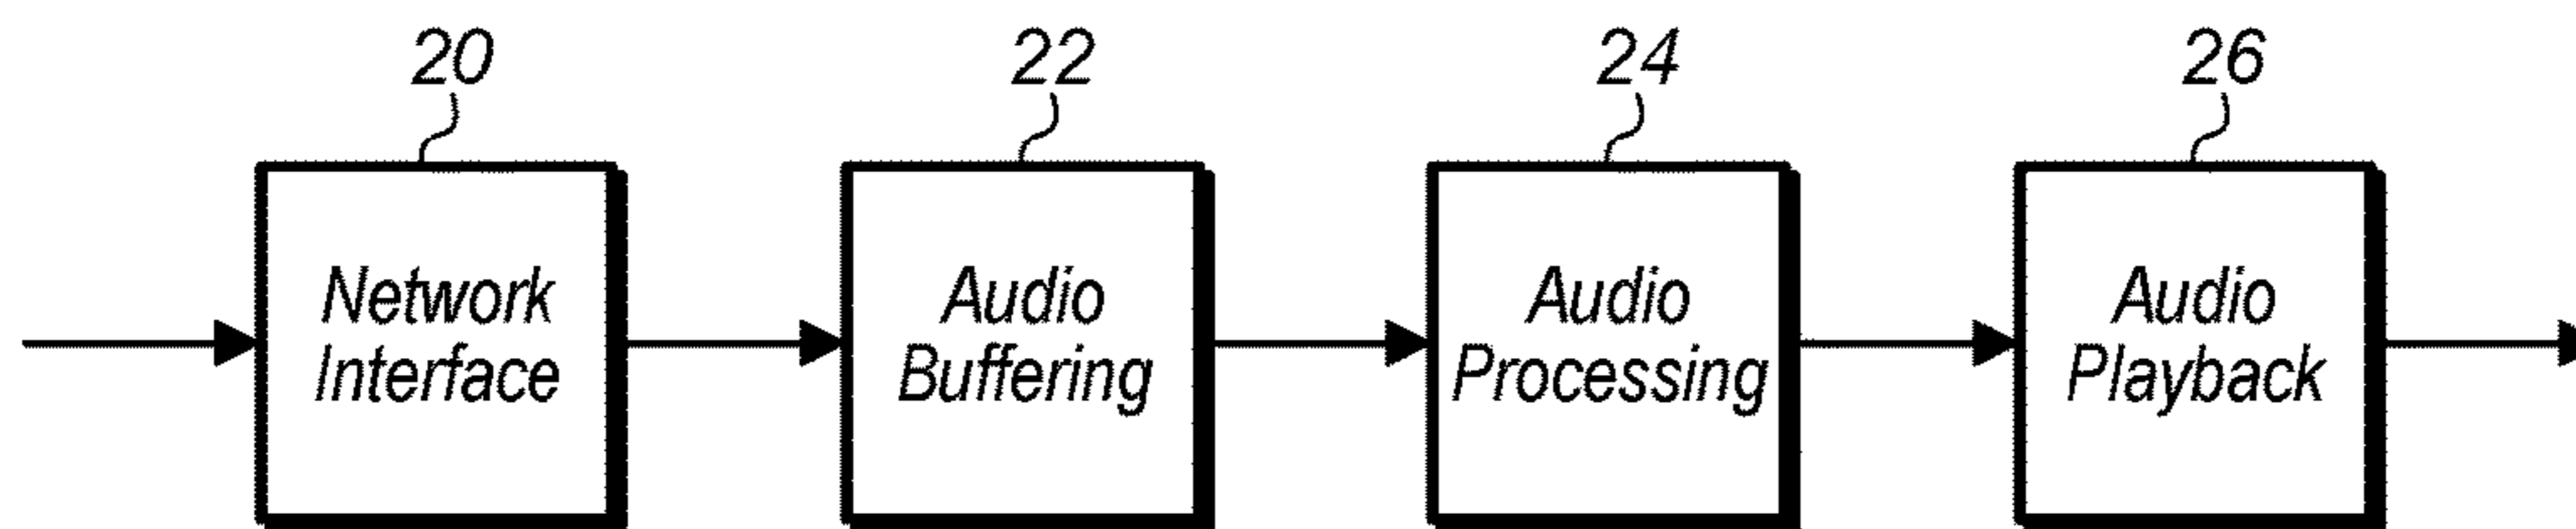 20
22
24
26
Network
Interface
Audio
Buffering
Audio
Processing
Audio
Playback